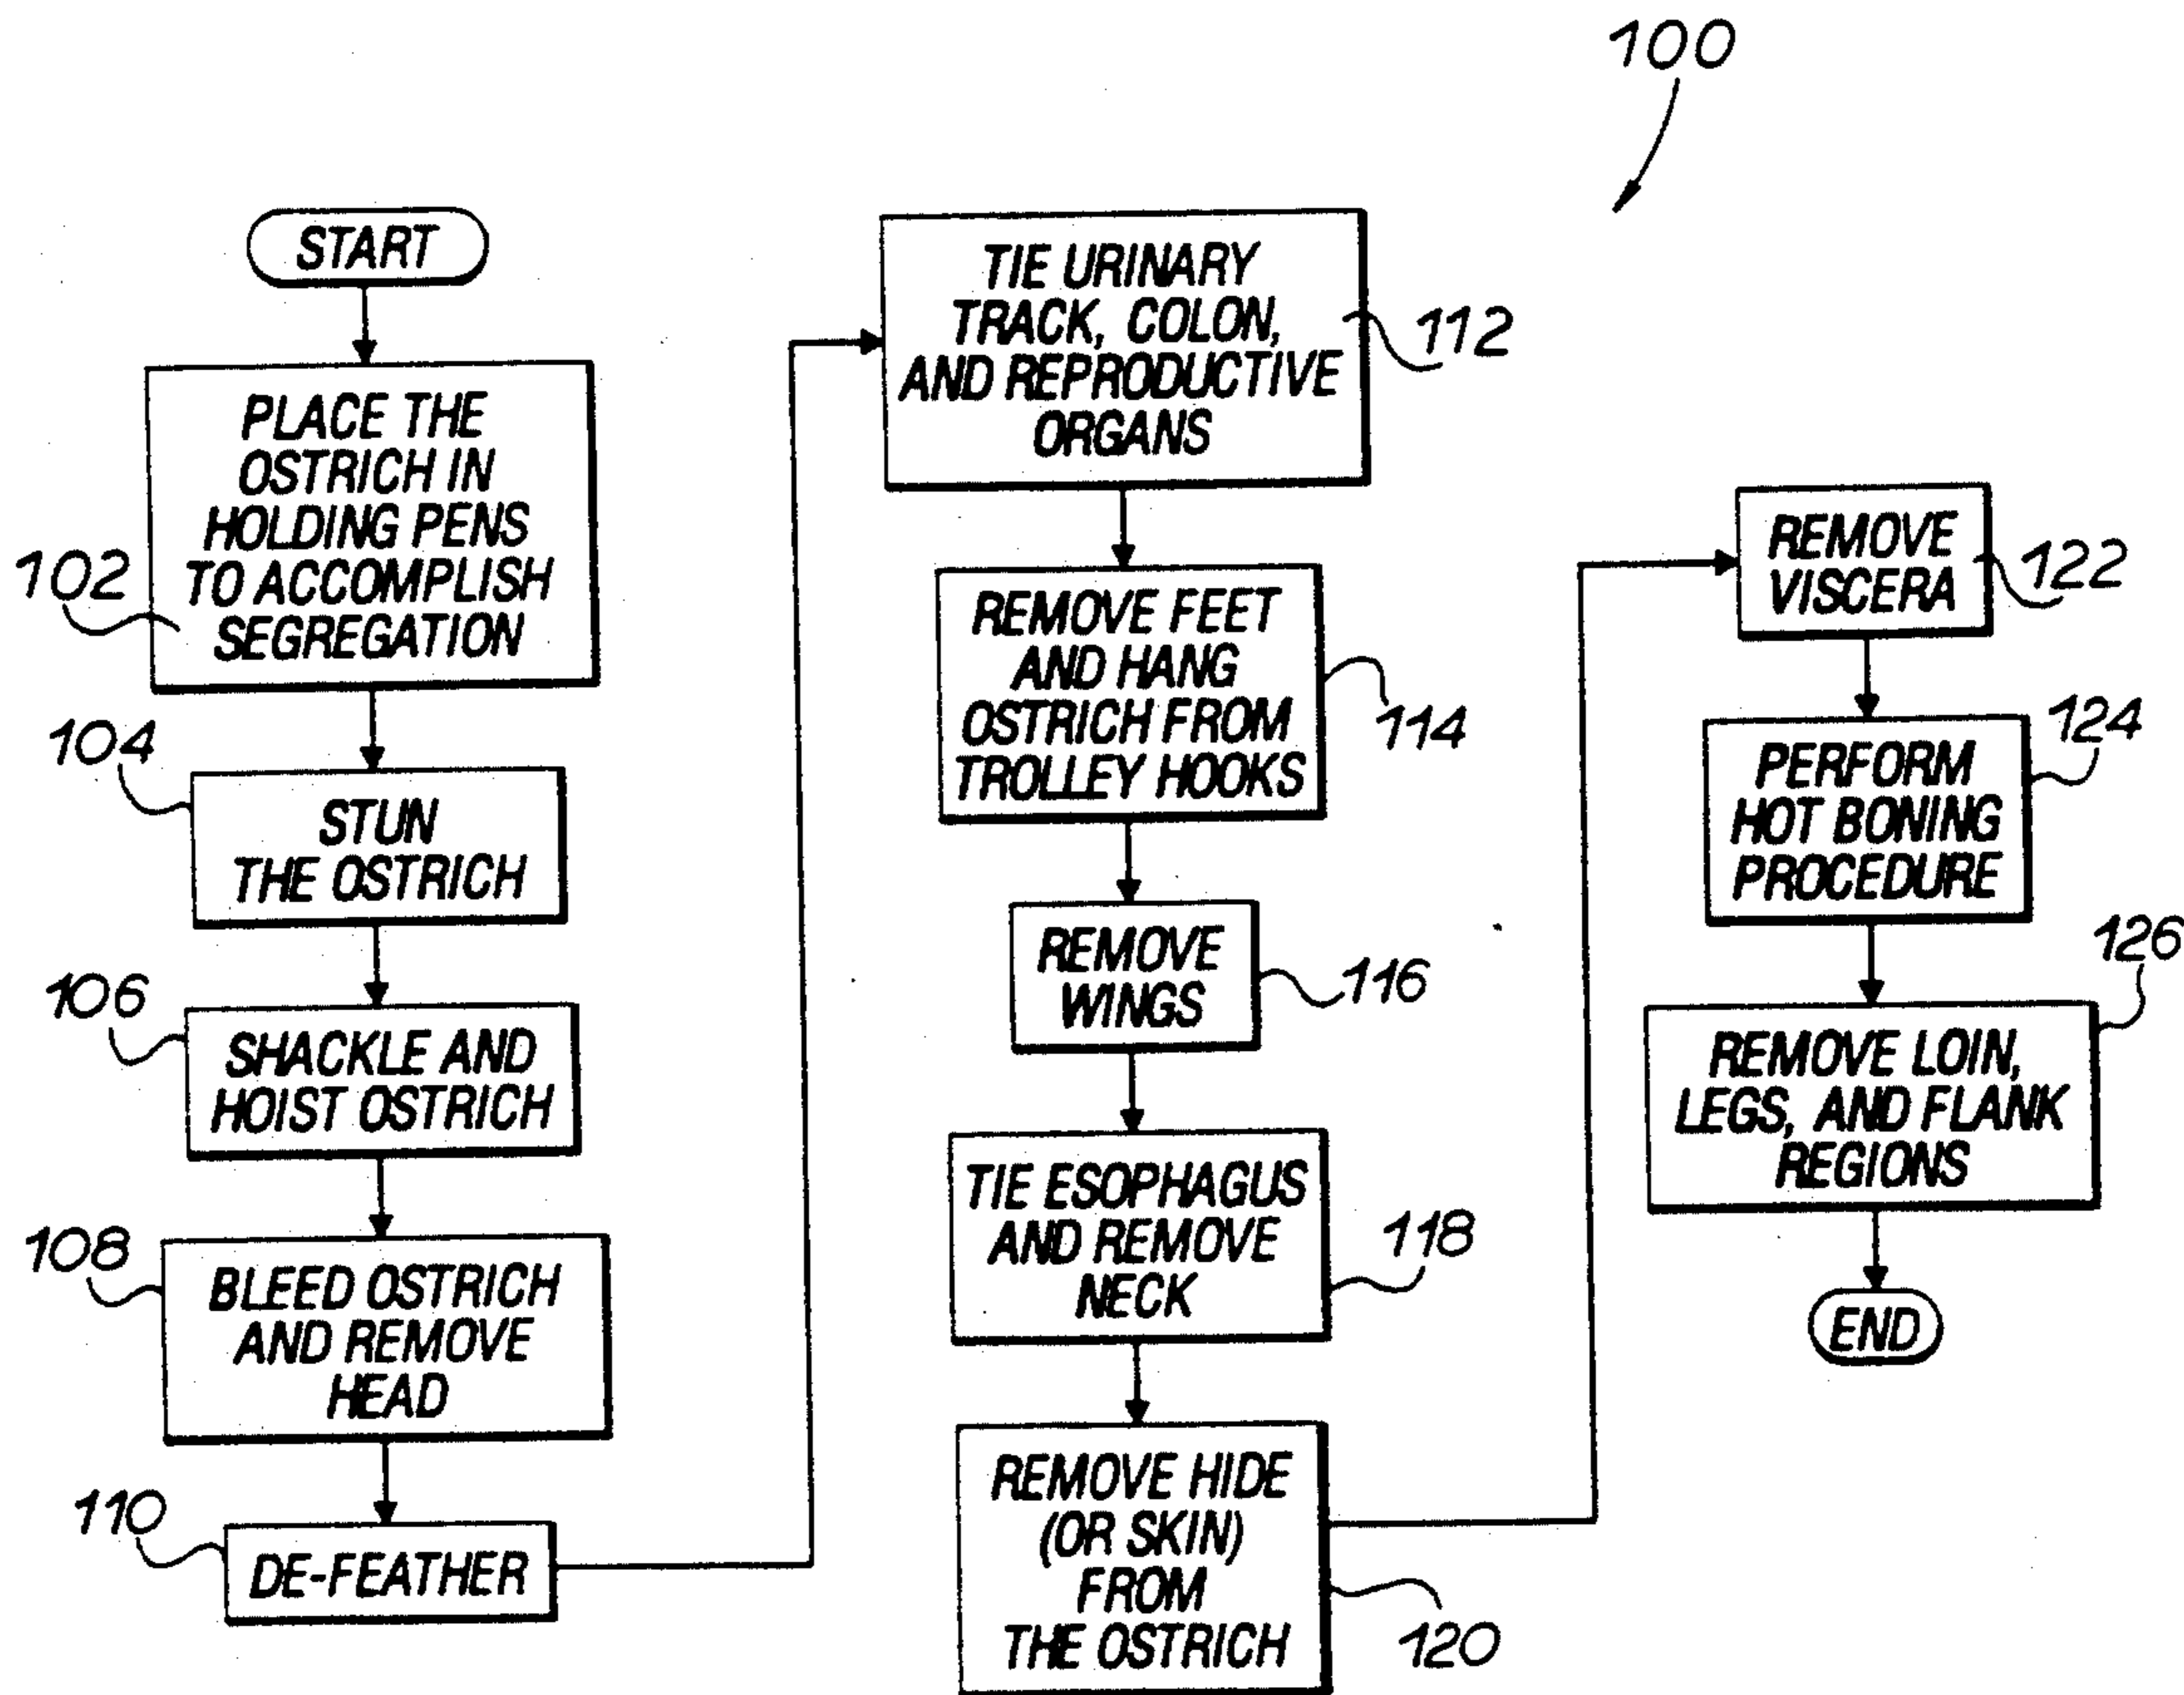 100
START
PLACE THE
OSTRICH IN
HOLDING PENS
TO ACCOMPLISH
SEGREGATION
102
104
STUN
THE OSTRICH
106
SHACKLE AND
HOIST OSTRICH
108
BLEED OSTRICH
AND REMOVE
HEAD
110
DE-FEATHER
TIE URINARY
TRACK, COLON,
AND REPRODUCTIVE
ORGANS
112
REMOVE FEET
AND HANG
OSTRICH FROM
TROLLEY HOOKS
114
REMOVE
WINGS
116
TIE ESOPHAGUS
AND REMOVE
NECK
118
REMOVE HIDE
(OR SKIN)
FROM
THE OSTRICH
120
REMOVE
VISCERA
122
PERFORM
HOT BONING
PROCEDURE
124
REMOVE LOIN,
LEGS, AND FLANK
REGIONS
126
END